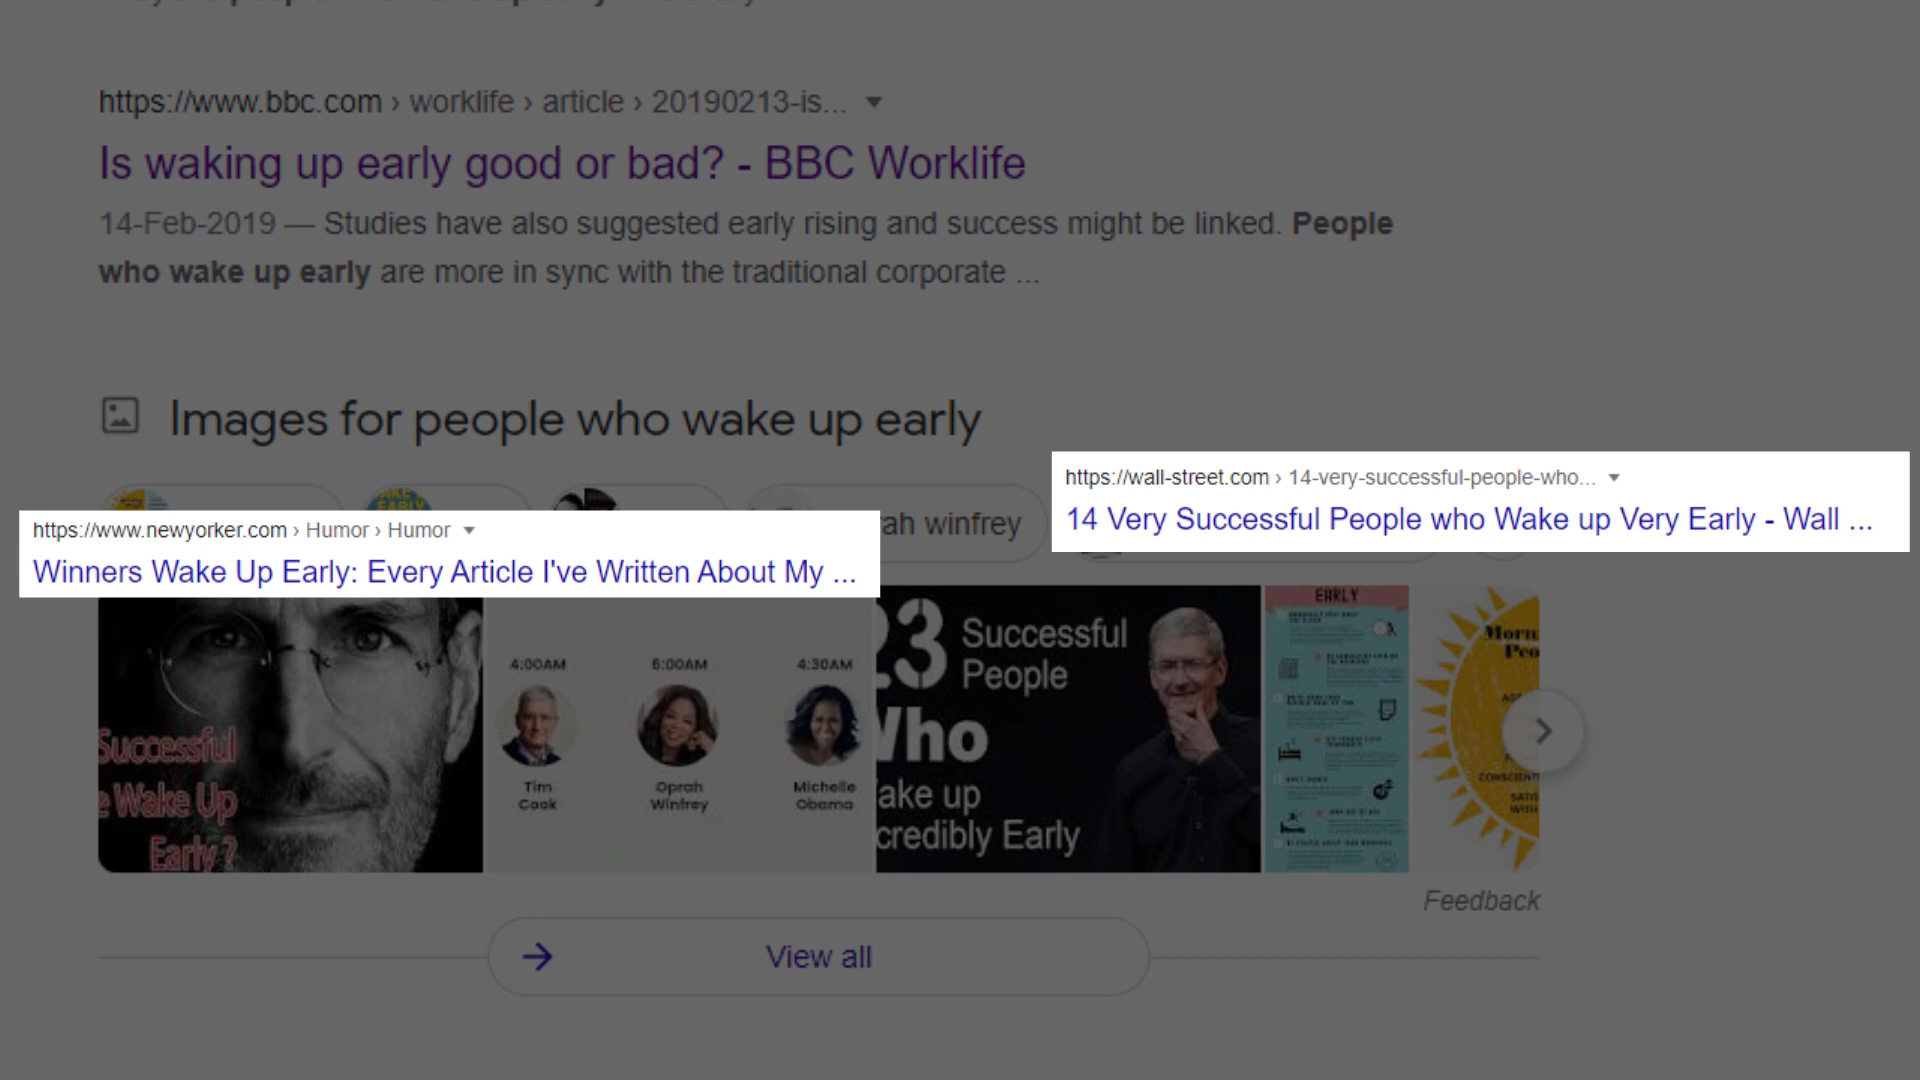 https://www.bbc.com › worklife › article › 20190213-is...
Is waking up early good or bad? - BBC Worklife
14-Feb-2019 — Studies have also suggested early rising and success might be linked. People
who wake up early are more in sync with the traditional corporate ...
Images for people who wake up early
https://wall-street.com › 14-very-successful-people-who...
14 Very Successful People who Wake up Very Early - Wall ...
rah winfrey
https://www.newyorker.com › Humor › Humor
Winners Wake Up Early: Every Article I've Written About My ...
Successful
e Wake Up
Early ?
4:00AM
Tim
Cook
5:00AM
Oprah
Winfrey
4:30AM
Michelle
Obama
23 Successful
People
Who
ake up
credibly Early
EARLY
Morn
Peo
CONSCIENTI
WITH
Feedback
View all